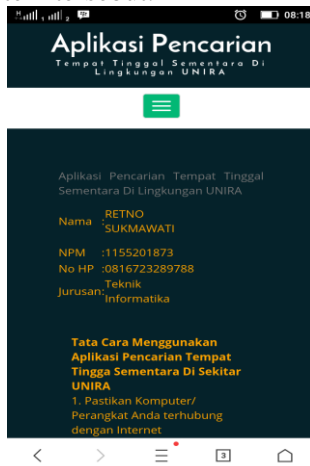 08:18
Aplikasi Pencarian
Tempat Tinggal Sementara Di
Lingkungan UNIRA
Aplikasi Pencarian Tempat Tinggal
Sementara Di Lingkungan UNIRA
Nama : RETNO
SUKMAWATI
NPM :1155201873
No HP :0816723289788
Jurusan: Teknik
Informatika
Tata Cara Menggunakan
Aplikasi Pencarian Tempat
Tingga Sementara Di Sekitar
UNIRA
1. Pastikan Komputer/
Perangkat Anda terhubung
dengan Internet
3